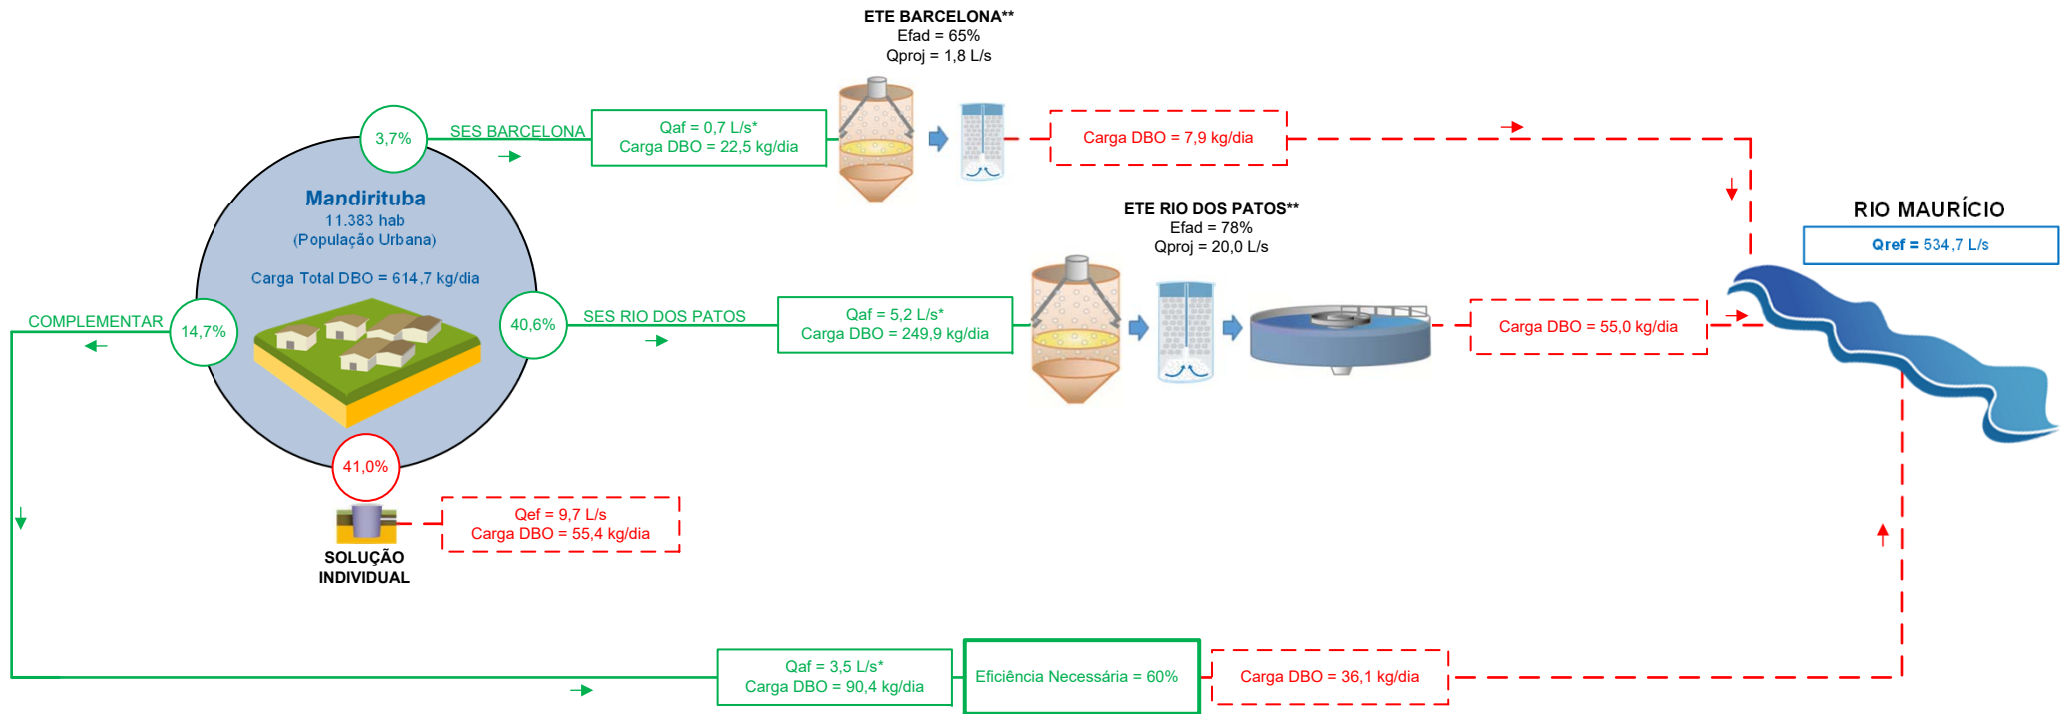 ETE BARCELONA**
Efad = 65%
Qproj = 1,8 L/s
3,7%
SES BARCELONA
Qaf = 0,7 L/s*
Carga DBO = 22,5 kg/dia
Carga DBO = 7,9 kg/dia
Mandirituba
11.383 hab
(População Urbana)
Carga Total DBO = 614,7 kg/dia
ETE RIO DOS PATOS**
Efad = 78%
Qproj = 20,0 L/s
RIO MAURÍCIO
Qref = 534,7 L/s
COMPLEMENTAR
14,7%
40,6%
SES RIO DOS PATOS
Qaf = 5,2 L/s*
Carga DBO = 249,9 kg/dia
Carga DBO = 55,0 kg/dia
41,0%
Qef = 9,7 L/s
Carga DBO = 55,4 kg/dia
SOLUÇÃO
INDIVIDUAL
Qaf = 3,5 L/s*
Carga DBO = 90,4 kg/dia
Eficiência Necessária = 60%
Carga DBO = 36,1 kg/dia